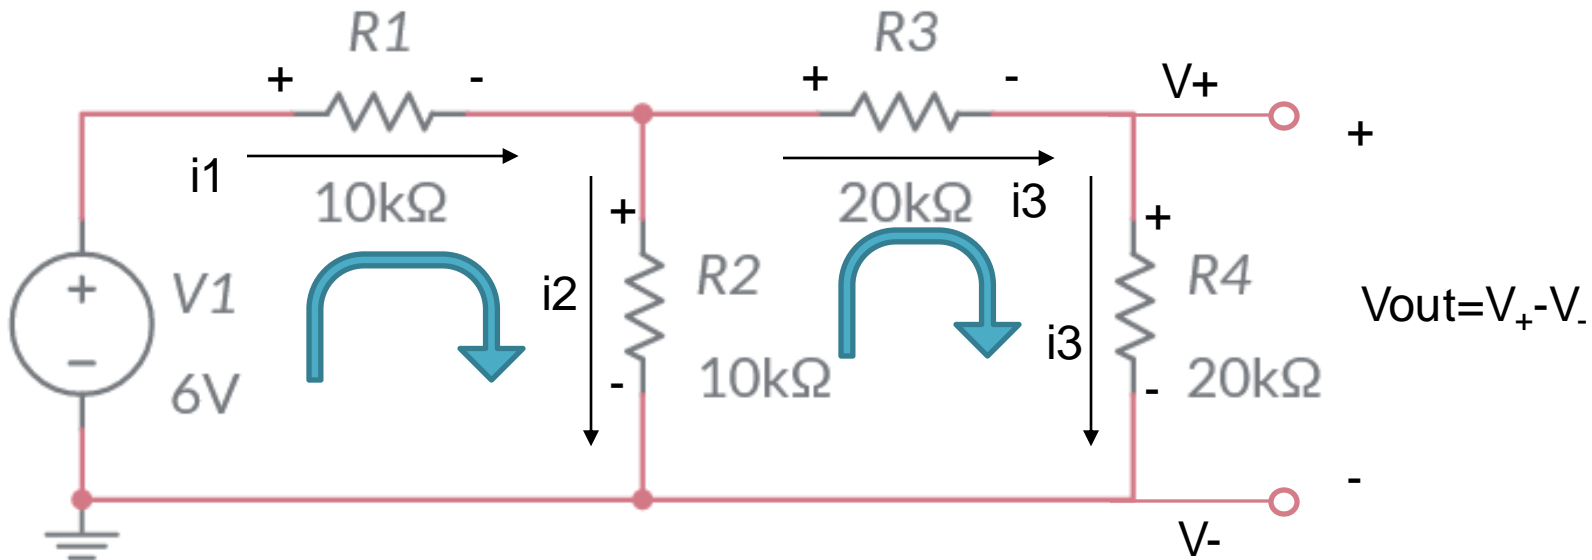 R1
R3
+ -
+ -
V+
+
i1
10kΩ
20kΩ
i3
+
+
+
V1
i2
R2
R4
Vout=V₊-V₋
−
i3
6V
-
10kΩ
-
20kΩ
-
V-